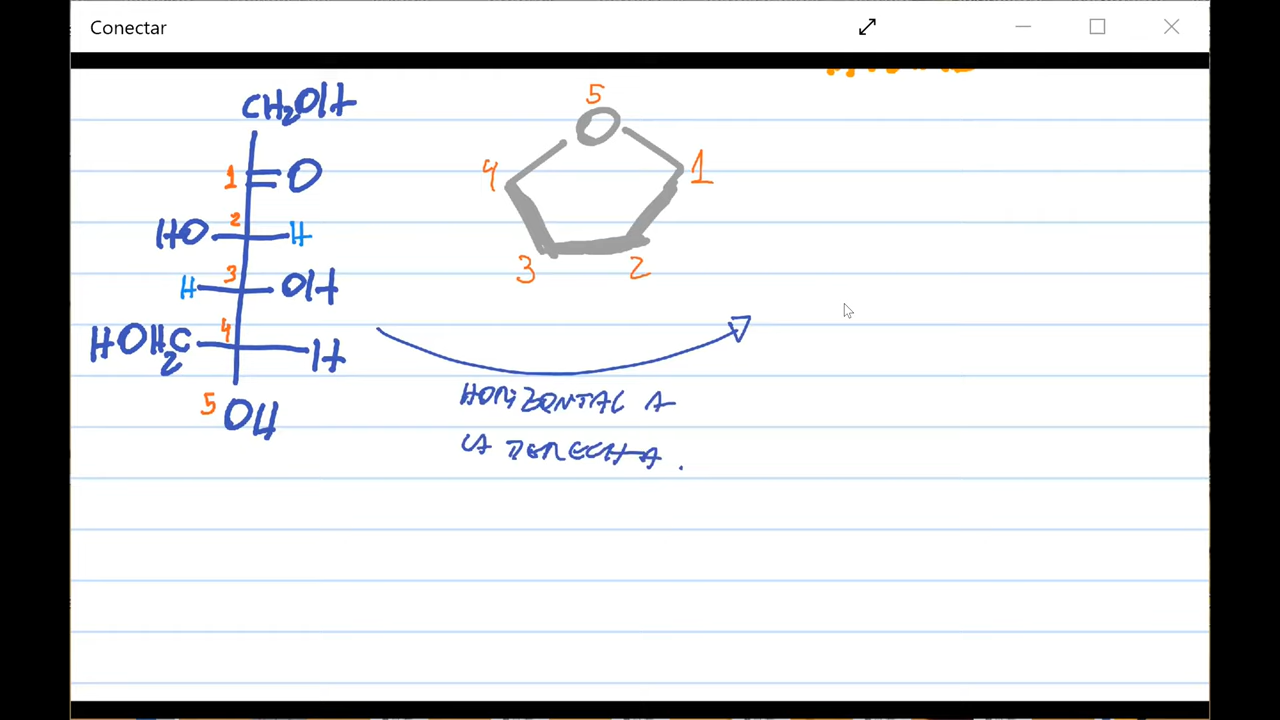 Conectar
CH₂OH
1 O
HO 2 H
H 3 OH
HOH₂C 4 H
5 OH
5
O
4 1
3 2
HORIZONTAL A
LA DERECHA.